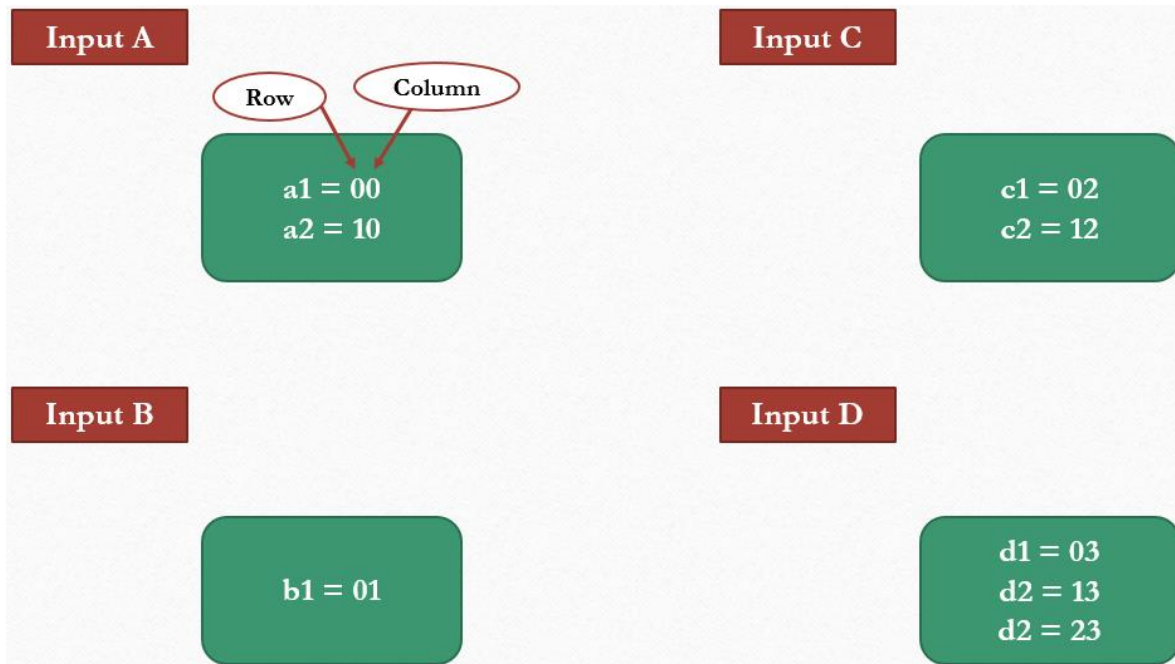 Input A
Row
Column
a1 = 00
a2 = 10
Input C
c1 = 02
c2 = 12
Input B
b1 = 01
Input D
d1 = 03
d2 = 13
d2 = 23